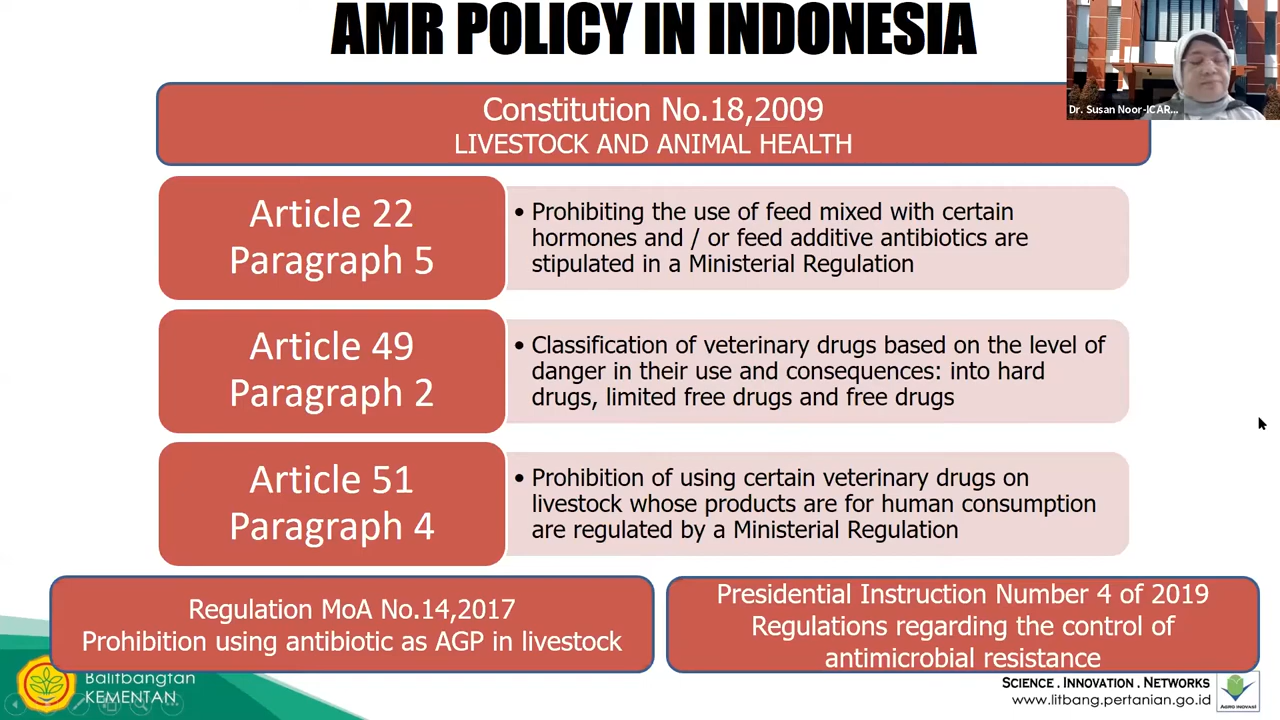 AMR POLICY IN INDONESIA
Dr. Susan Noor-ICAR...
Constitution No.18,2009
LIVESTOCK AND ANIMAL HEALTH
Article 22
Paragraph 5
• Prohibiting the use of feed mixed with certain
hormones and / or feed additive antibiotics are
stipulated in a Ministerial Regulation
Article 49
Paragraph 2
• Classification of veterinary drugs based on the level of
danger in their use and consequences: into hard
drugs, limited free drugs and free drugs
Article 51
Paragraph 4
• Prohibition of using certain veterinary drugs on
livestock whose products are for human consumption
are regulated by a Ministerial Regulation
Regulation MoA No.14,2017
Prohibition using antibiotic as AGP in livestock
Presidential Instruction Number 4 of 2019
Regulations regarding the control of
antimicrobial resistance
Balitbangtan
KEMENTAN
SCIENCE . INNOVATION . NETWORKS
www.litbang.pertanian.go.id
AGRO INOVASI